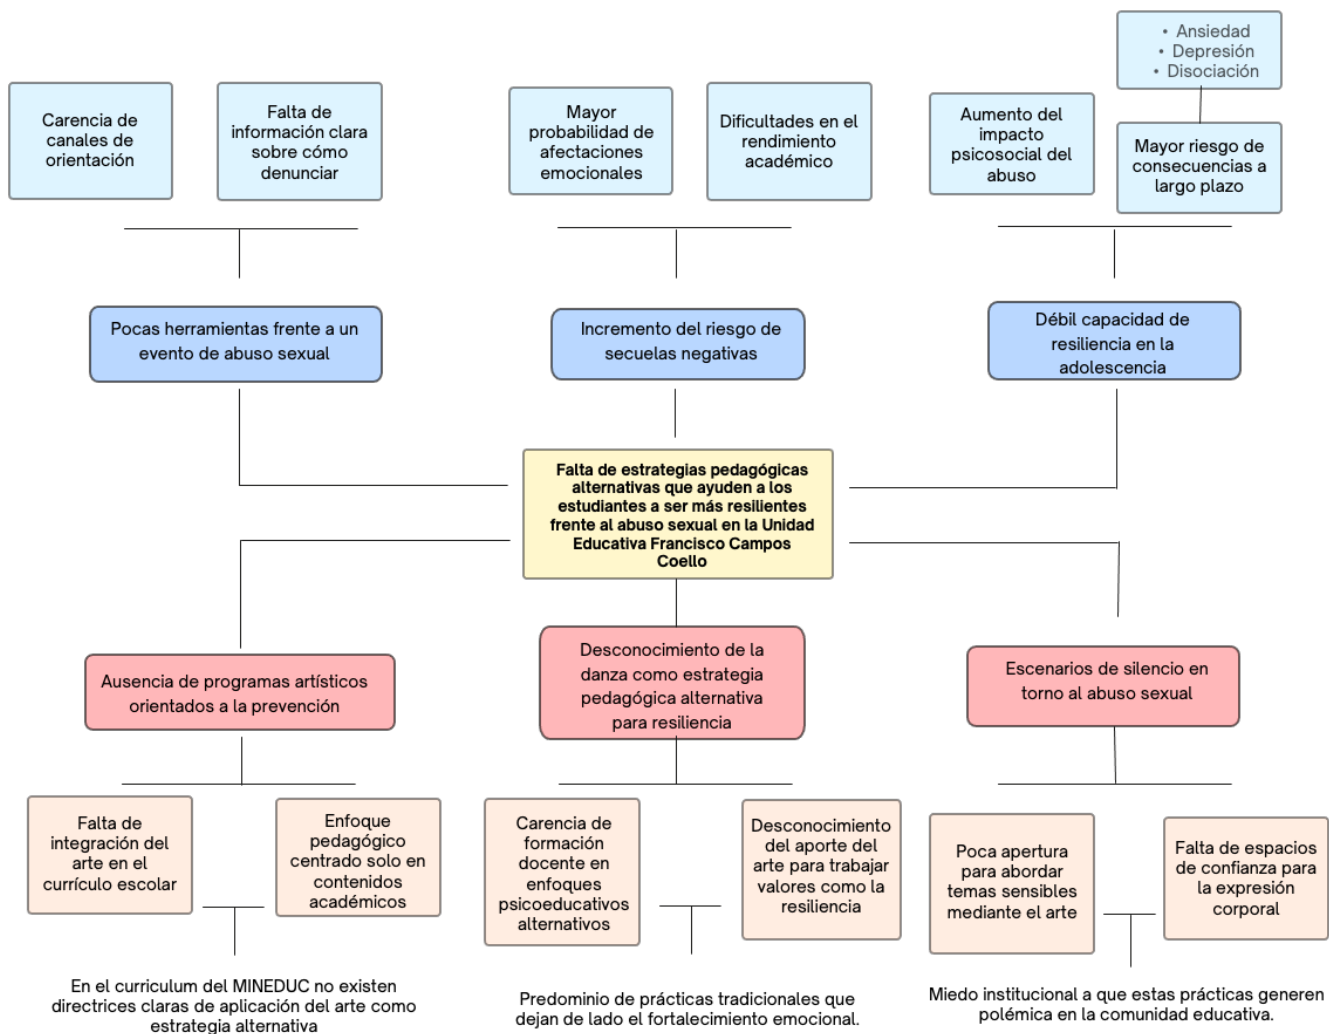 • Ansiedad
• Depresión
• Disociación
Carencia de
canales de
orientación
Falta de
información clara
sobre cómo
denunciar
Mayor
probabilidad de
afectaciones
emocionales
Dificultades en el
rendimiento
académico
Aumento del
impacto
psicosocial del
abuso
Mayor riesgo de
consecuencias a
largo plazo
Pocas herramientas frente a un
evento de abuso sexual
Incremento del riesgo de
secuelas negativas
Débil capacidad de
resiliencia en la
adolescencia
Falta de estrategias pedagógicas
alternativas que ayuden a los
estudiantes a ser más resilientes
frente al abuso sexual en la Unidad
Educativa Francisco Campos
Coello
Ausencia de programas artísticos
orientados a la prevención
Desconocimiento de la
danza como estrategia
pedagógica alternativa
para resiliencia
Escenarios de silencio en
torno al abuso sexual
Falta de
integración del
arte en el
currículo escolar
Enfoque
pedagógico
centrado solo en
contenidos
académicos
Carencia de
formación
docente en
enfoques
psicoeducativos
alternativos
Desconocimiento
del aporte del
arte para trabajar
valores como la
resiliencia
Poca apertura
para abordar
temas sensibles
mediante el arte
Falta de espacios
de confianza para
la expresión
corporal
En el curriculum del MINEDUC no existen
directrices claras de aplicación del arte como
estrategia alternativa
Predominio de prácticas tradicionales que
dejan de lado el fortalecimiento emocional.
Miedo institucional a que estas prácticas generen
polémica en la comunidad educativa.